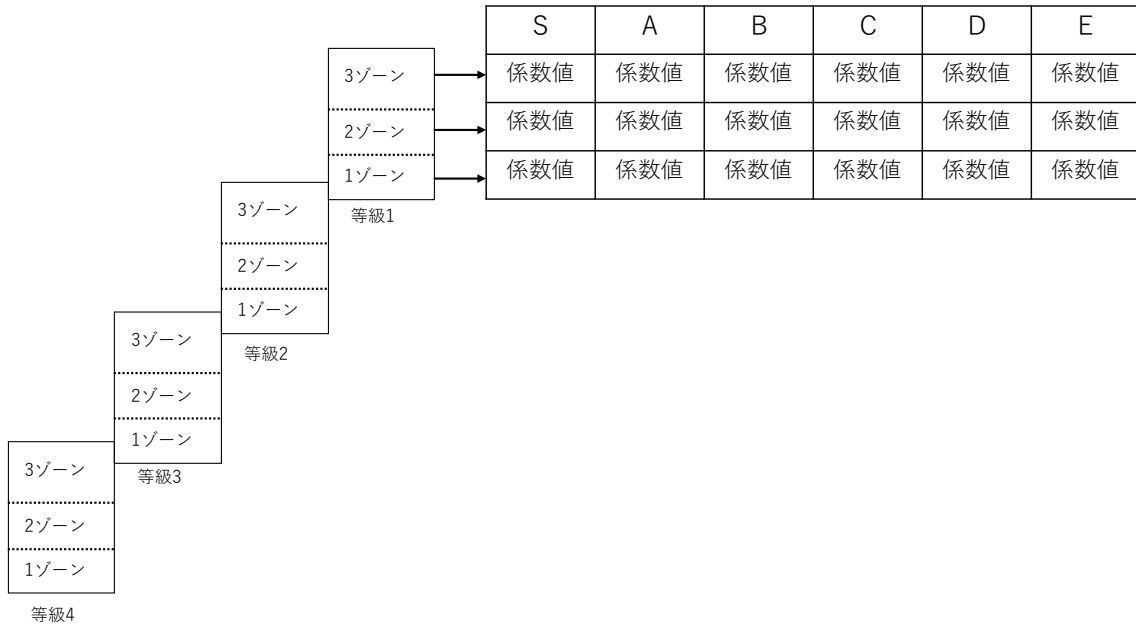 S A B C D E
3ゾーン 係数値 係数値 係数値 係数値 係数値 係数値
2ゾーン 係数値 係数値 係数値 係数値 係数値 係数値
1ゾーン 係数値 係数値 係数値 係数値 係数値 係数値
等級1
3ゾーン
2ゾーン
1ゾーン
等級2
3ゾーン
2ゾーン
1ゾーン
等級3
3ゾーン
2ゾーン
1ゾーン
等級4